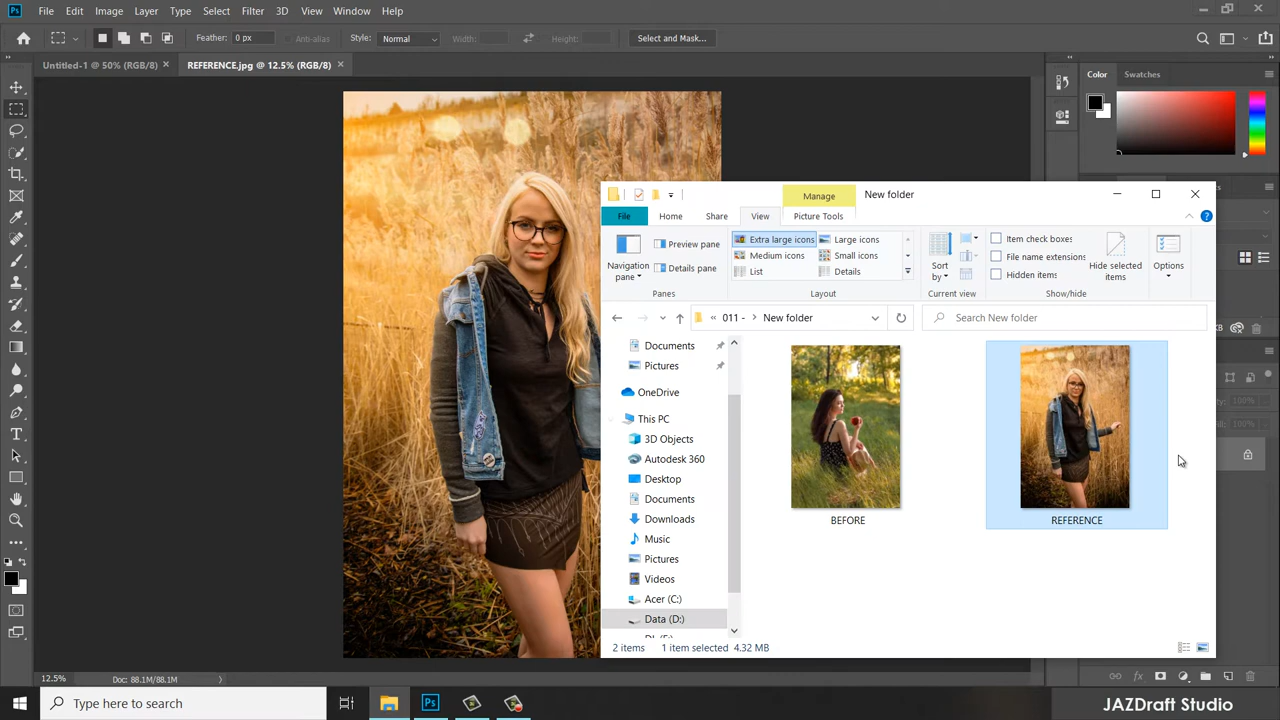 Ps File Edit Image Layer Type Select Filter 3D View Window Help
Feather: 0 px Anti-alias Style: Normal Width: Height: Select and Mask...
Untitled-1 @ 50% (RGB/8) × REFERENCE.jpg @ 12.5% (RGB/8) ×
Color Swatches
Manage New folder
File Home Share View Picture Tools
Navigation pane
Preview pane
Details pane
Panes
Extra large icons Large icons
Medium icons Small icons
List Details
Layout
Sort by
Current view
Item check boxes
File name extensions
Hidden items
Hide selected items
Show/hide
Options
« 011 - > New folder
Search New folder
Documents
Pictures
OneDrive
This PC
3D Objects
Autodesk 360
Desktop
Documents
Downloads
Music
Pictures
Videos
Acer (C:)
Data (D:)
BEFORE
REFERENCE
2 items 1 item selected 4.32 MB
100%
100%
12.5% Doc: 88.1M/88.1M
Type here to search
Ps
JAZDraft Studio